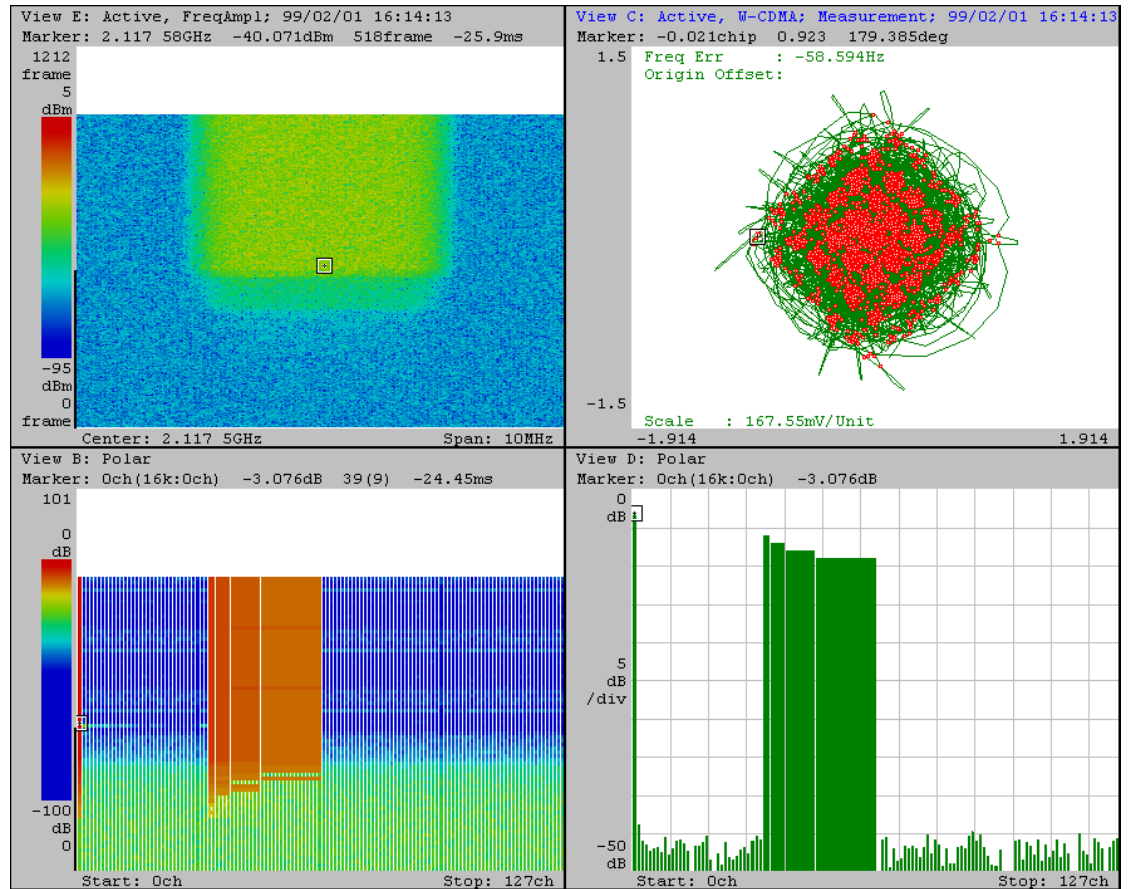 View E: Active, FreqAmpl; 99/02/01 16:14:13
Marker: 2.117 58GHz -40.071dBm 518frame -25.9ms
1212
frame
5
dBm
-95
dBm
0
frame
Center: 2.117 5GHz Span: 10MHz
View C: Active, W-CDMA; Measurement; 99/02/01 16:14:13
Marker: -0.021chip 0.923 179.385deg
1.5
Freq Err : -58.594Hz
Origin Offset:
-1.5
Scale : 167.55mV/Unit
-1.914 1.914
View B: Polar
Marker: 0ch(16k:0ch) -3.076dB 39(9) -24.45ms
101
0
dB
-100
dB
0
Start: 0ch Stop: 127ch
View D: Polar
Marker: 0ch(16k:0ch) -3.076dB
0
dB
5
dB
/div
-50
dB
Start: 0ch Stop: 127ch